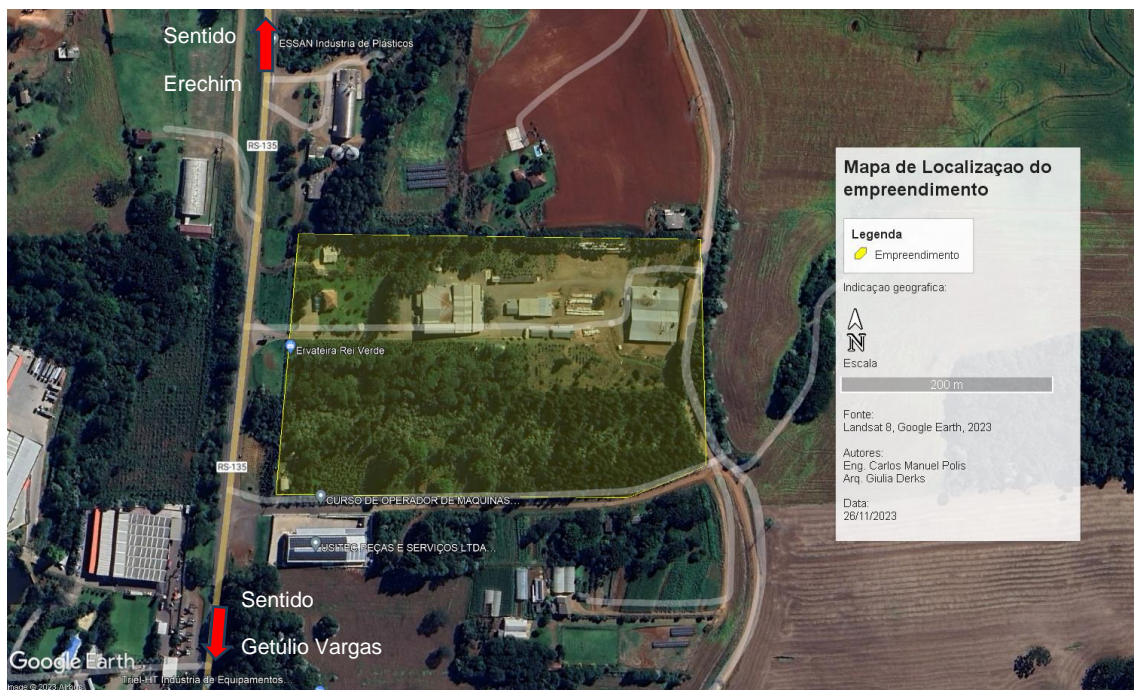 Sentido
Erechim
ESSAN Indústria de Plásticos
RS-135
Ervateira Rei Verde
RS-135
CURSO DE OPERADOR DE MAQUINAS...
USITEC PEÇAS E SERVIÇOS LTDA...
Sentido
Getúlio Vargas
Google Earth
Triel-HT Indústria de Equipamentos.
Image © 2023 Airbus
Mapa de Localizaçao do
empreendimento
Legenda
Empreendimento
Indicaçao geografica:
N
Escala
200 m
Fonte:
Landsat 8, Google Earth, 2023
Autores:
Eng. Carlos Manuel Polis
Arq. Giulia Derks
Data:
26/11/2023